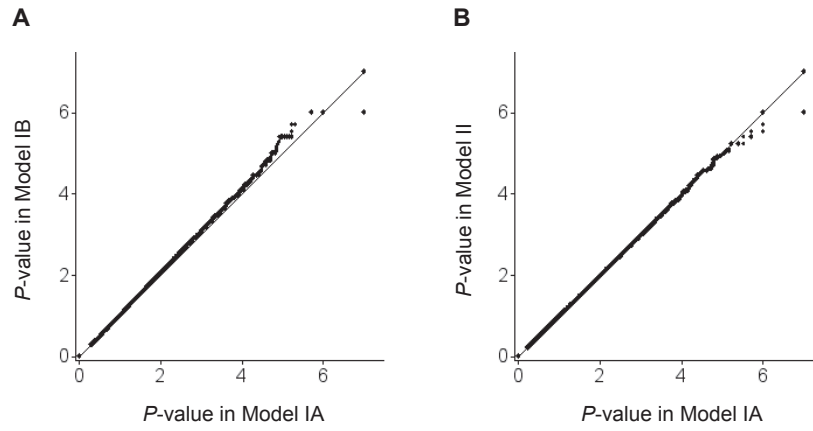 A
P-value in Model IB
6
4
2
0
0 2 4 6
P-value in Model IA
B
P-value in Model II
6
4
2
0
0 2 4 6
P-value in Model IA